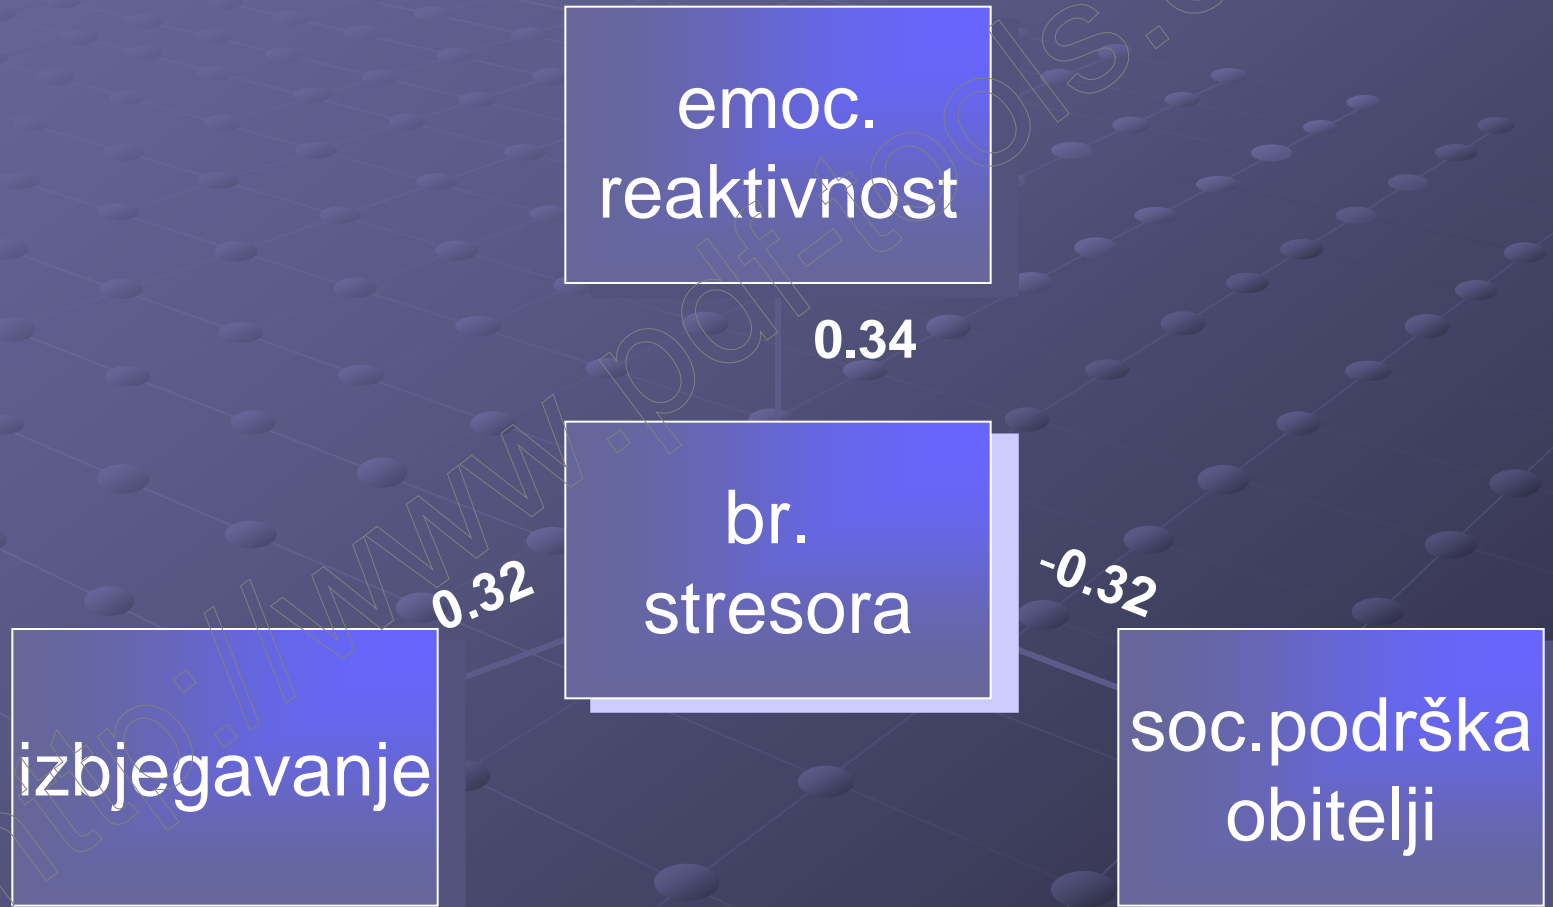 emoc.
reaktivnost
0.34
br.
stresora
0.32
-0.32
izbjegavanje
soc.podrška
obitelji
http://www.pdf-tools.c